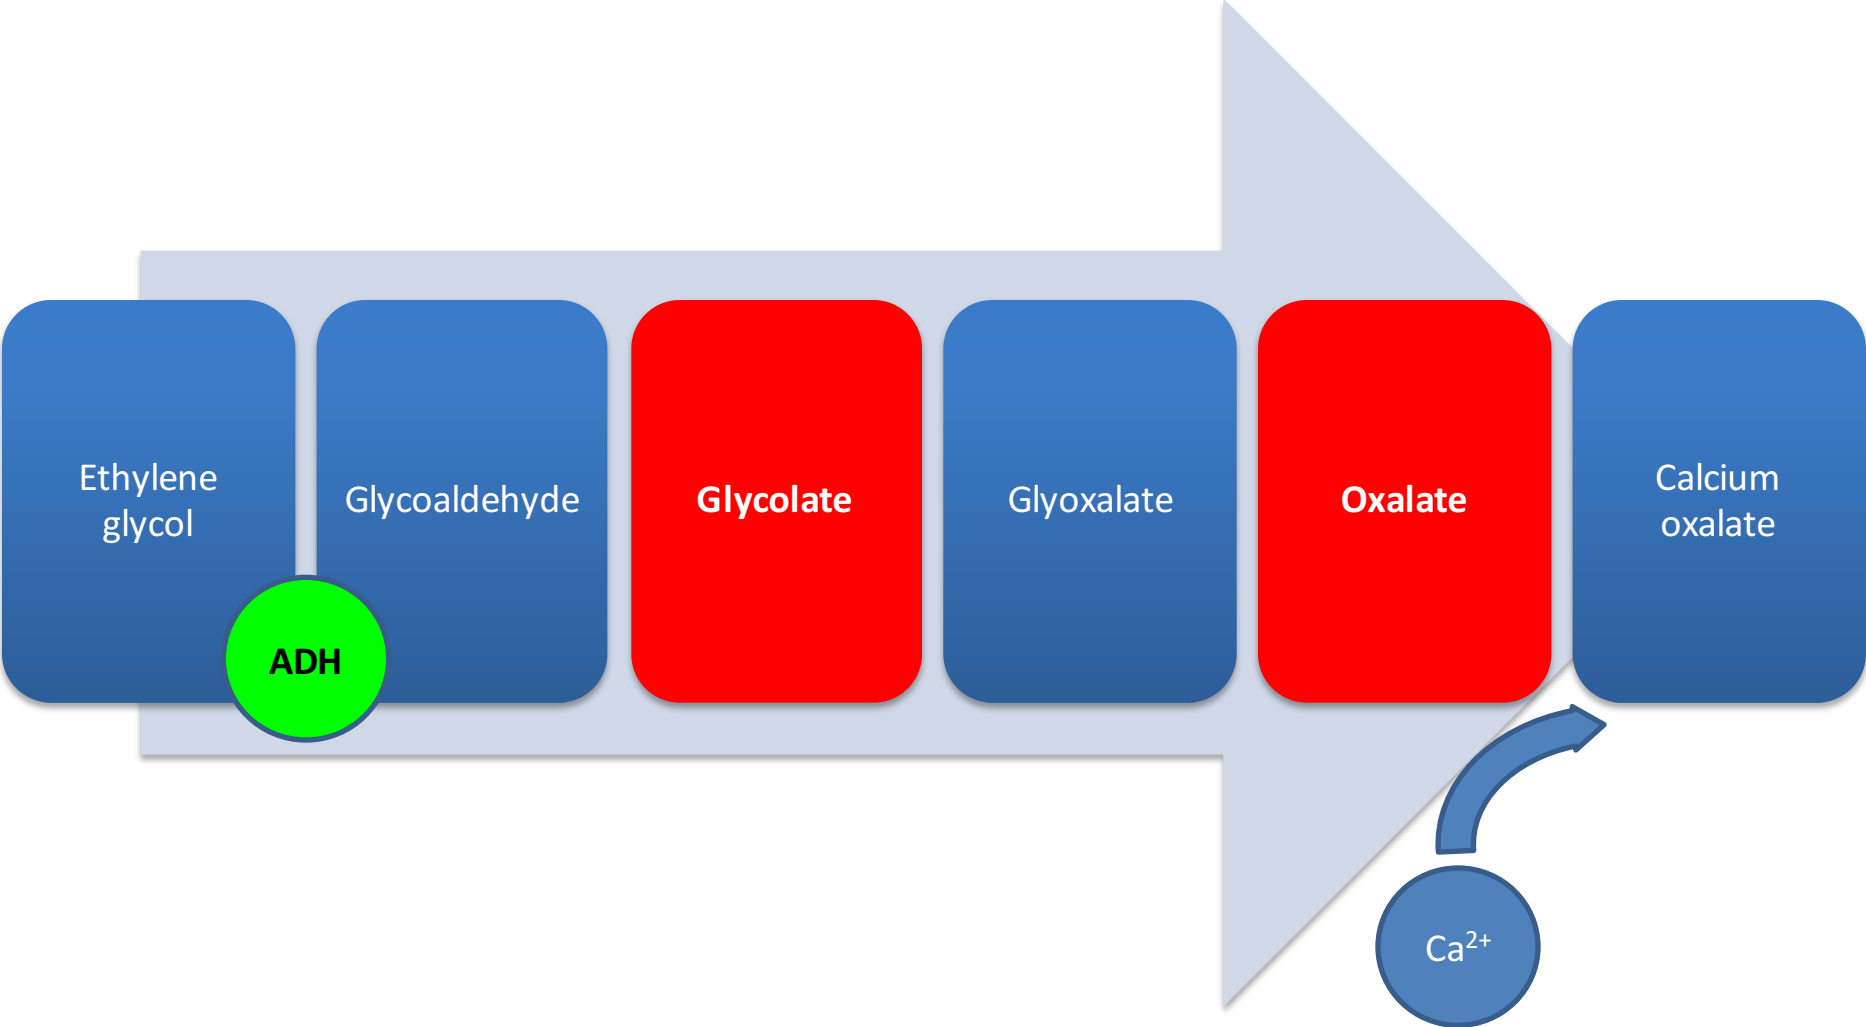 Ethylene
glycol
Glycoaldehyde
Glycolate
Glyoxalate
Oxalate
Calcium
oxalate
ADH
Ca²⁺